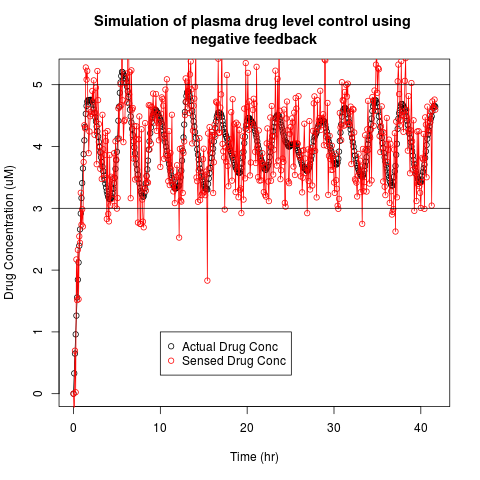 Simulation of plasma drug level control using
negative feedback
Drug Concentration (uM)
5
4
3
2
1
0
Actual Drug Conc
Sensed Drug Conc
0
10
20
30
40
Time (hr)